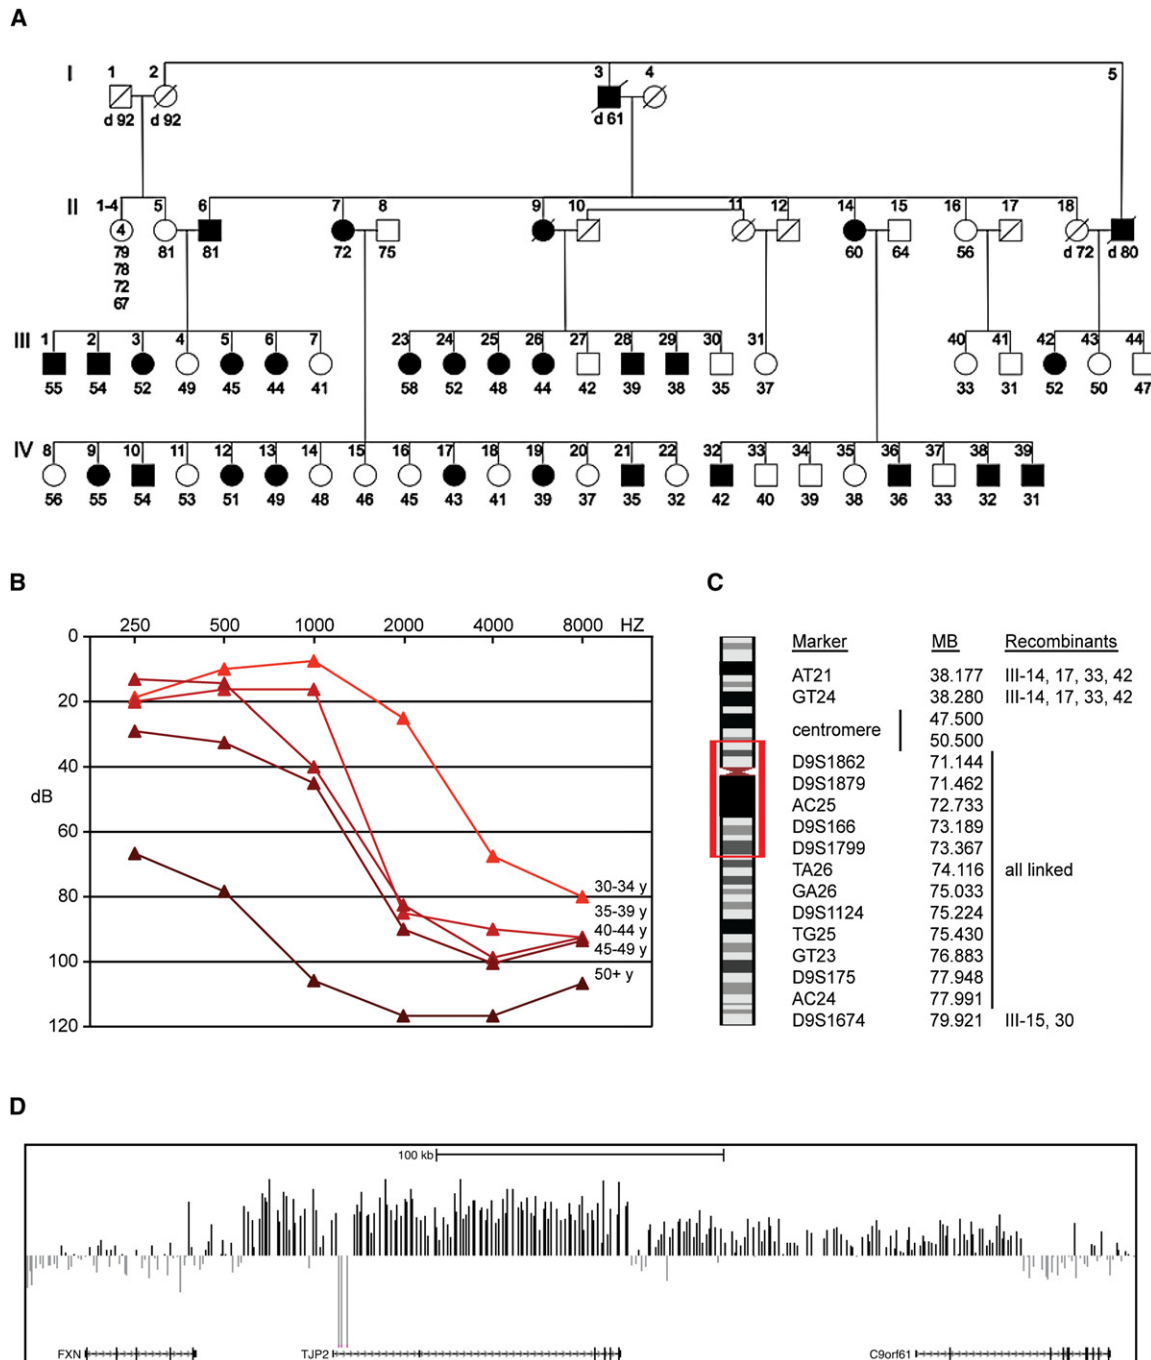 A
I 1 2 3 4 5
d 92 d 92 d 61
II 1-4 5 6 7 8 9 10 11 12 14 15 16 17 18
4
79 81 81 72 75 60 64 56 d 72 d 80
78
72
67
III 1 2 3 4 5 6 7 23 24 25 26 27 28 29 30 31 40 41 42 43 44
55 54 52 49 45 44 41 58 52 48 44 42 39 38 35 37 33 31 52 50 47
IV 8 9 10 11 12 13 14 15 16 17 18 19 20 21 22 32 33 34 35 36 37 38 39
56 55 54 53 51 49 48 46 45 43 41 39 37 35 32 42 40 39 38 36 33 32 31
B
250 500 1000 2000 4000 8000 HZ
0
20
40
dB
60
80
100
120
30-34 y
35-39 y
40-44 y
45-49 y
50+ y
C
Marker MB Recombinants
AT21 38.177 III-14, 17, 33, 42
GT24 38.280 III-14, 17, 33, 42
centromere 47.500
50.500
D9S1862 71.144
D9S1879 71.462
AC25 72.733
D9S166 73.189
D9S1799 73.367
TA26 74.116 all linked
GA26 75.033
D9S1124 75.224
TG25 75.430
GT23 76.883
D9S175 77.948
AC24 77.991
D9S1674 79.921 III-15, 30
D
100 kb
FXN TJP2 C9orf61